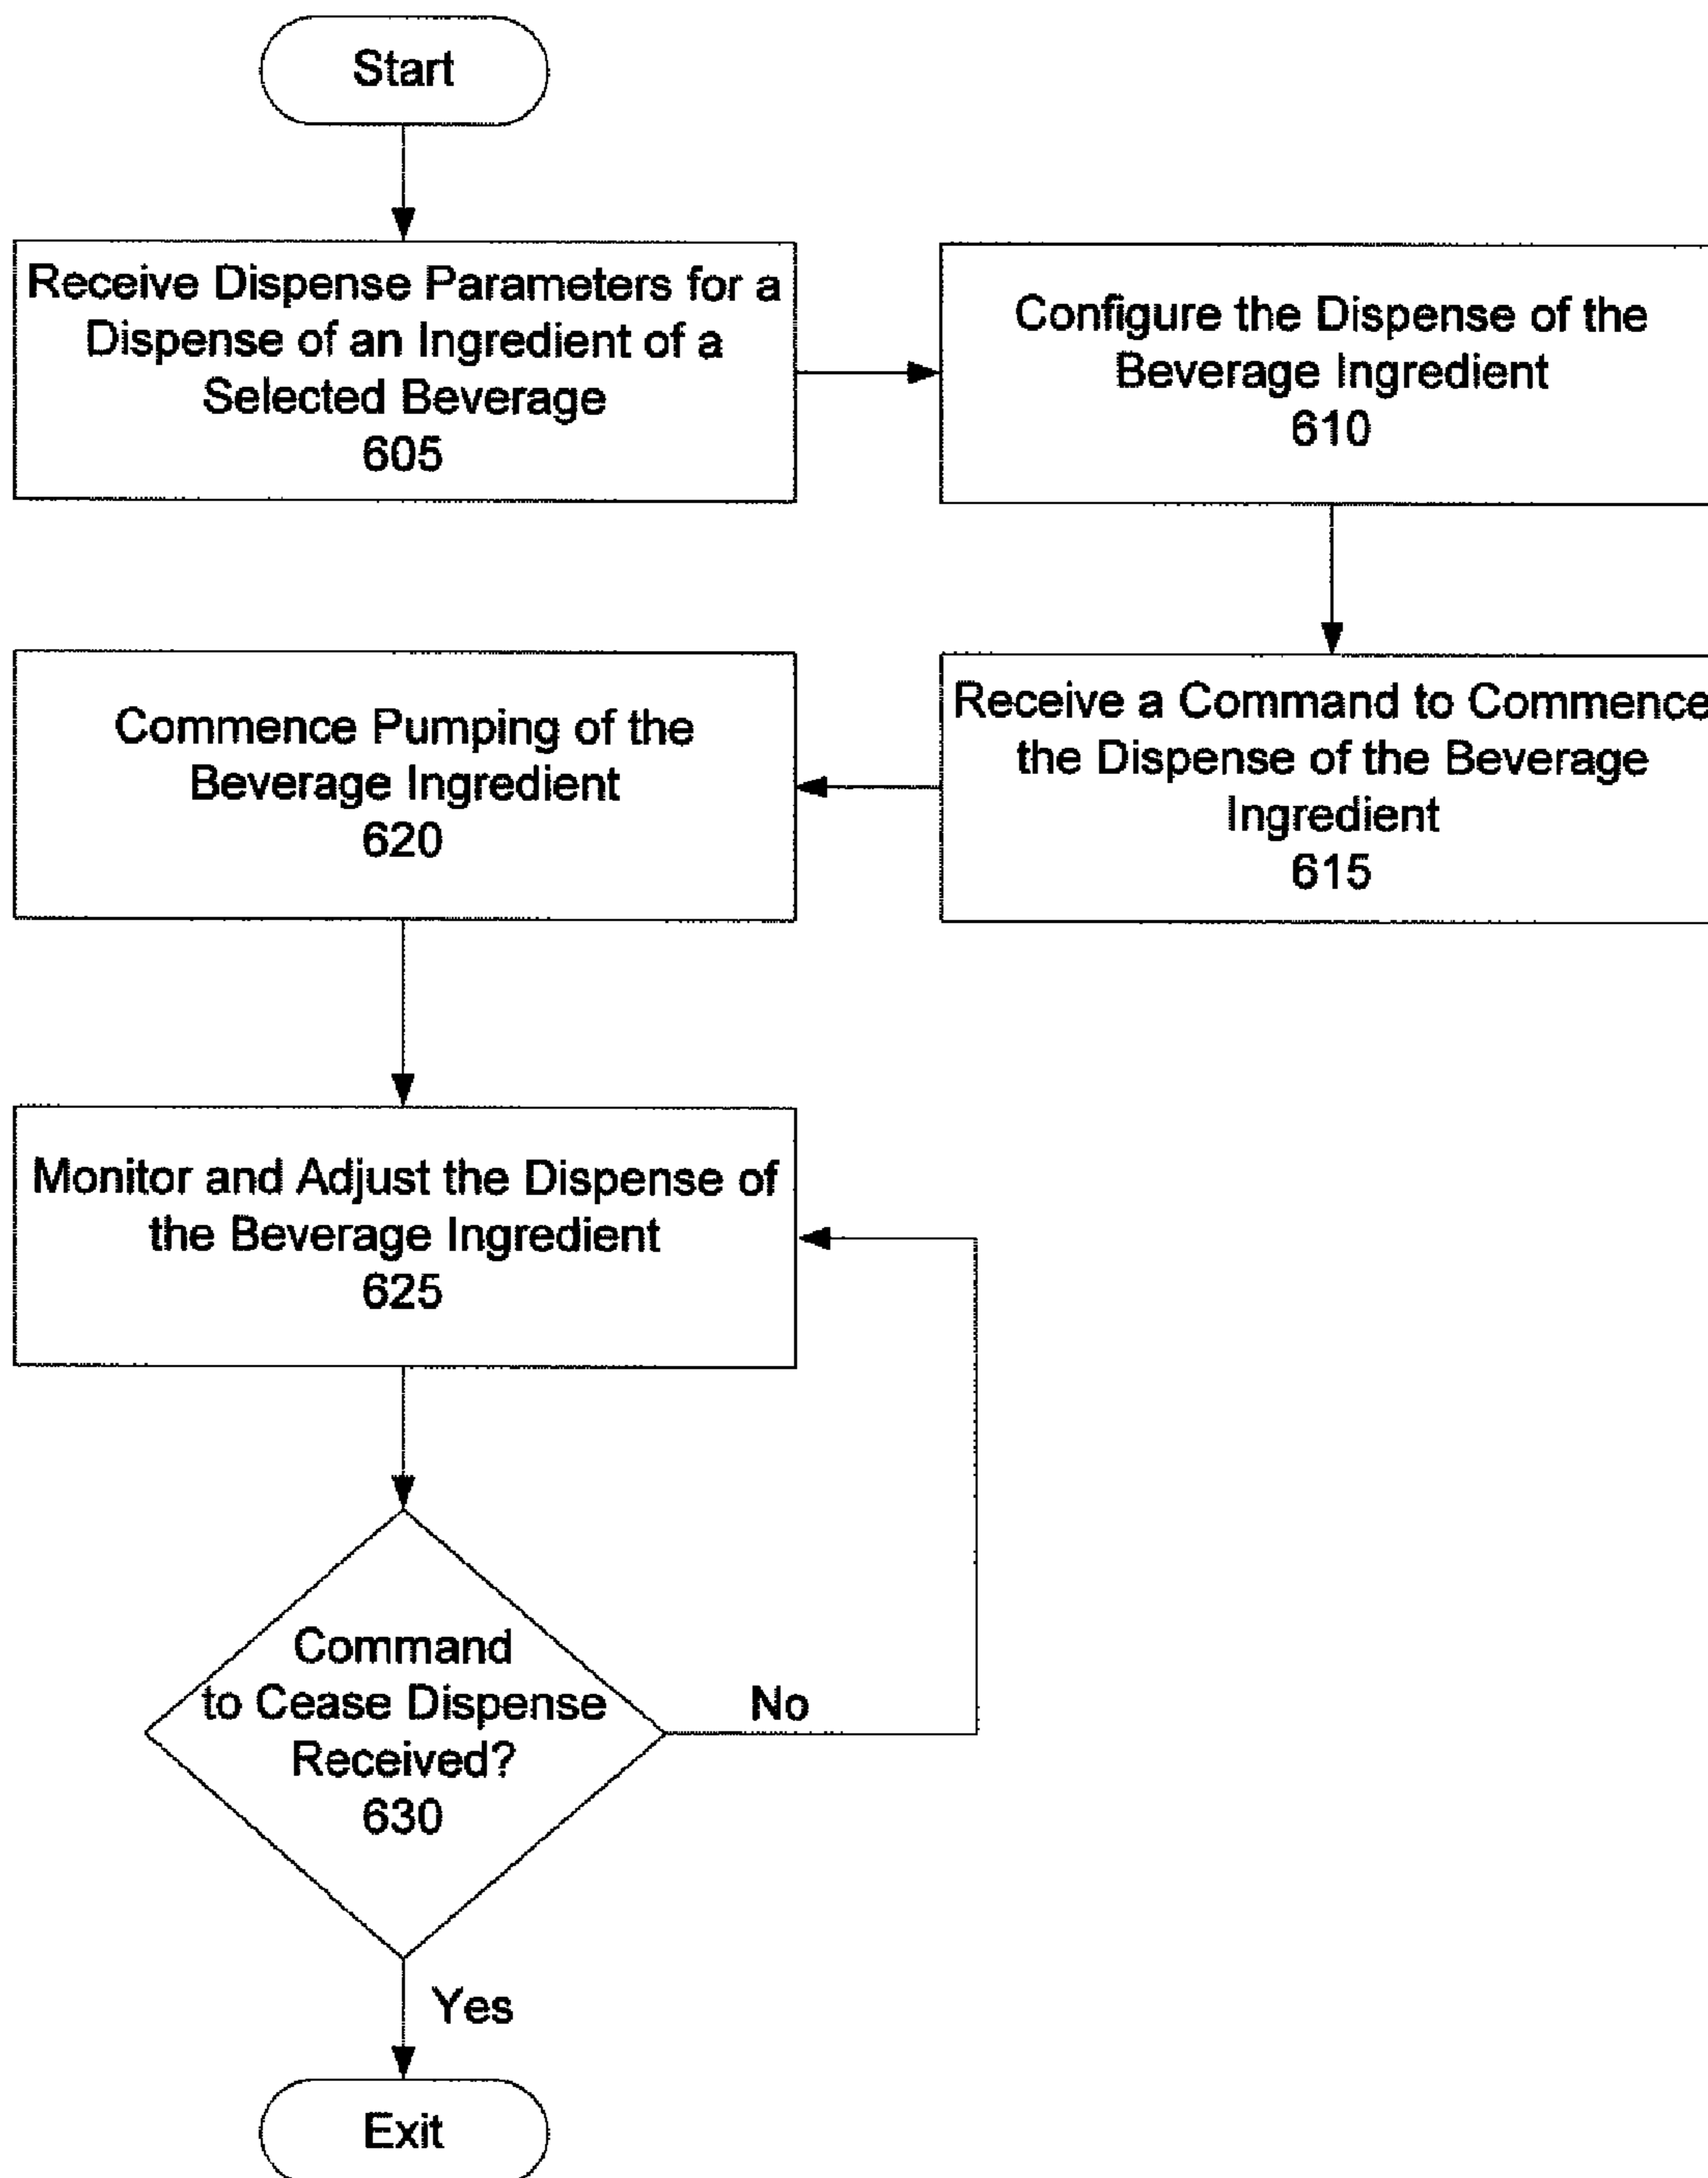 Start
Receive Dispense Parameters for a
Dispense of an Ingredient of a
Selected Beverage
605
Configure the Dispense of the
Beverage Ingredient
610
Receive a Command to Commence
the Dispense of the Beverage
Ingredient
615
Commence Pumping of the
Beverage Ingredient
620
Monitor and Adjust the Dispense of
the Beverage Ingredient
625
Command
to Cease Dispense
Received?
630
No
Yes
Exit